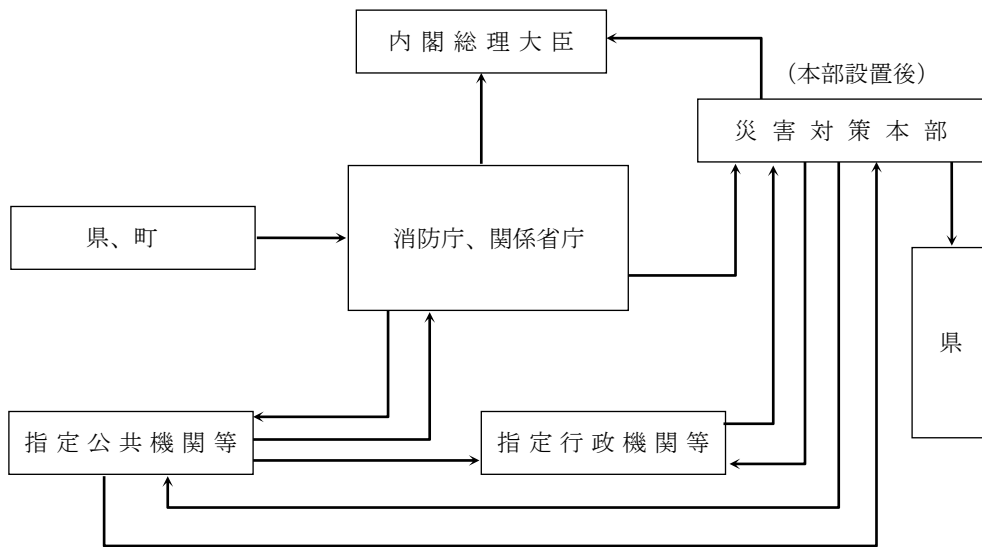 内閣総理大臣
（本部設置後）
災害対策本部
県、町
消防庁、関係省庁
県
指定公共機関等
指定行政機関等